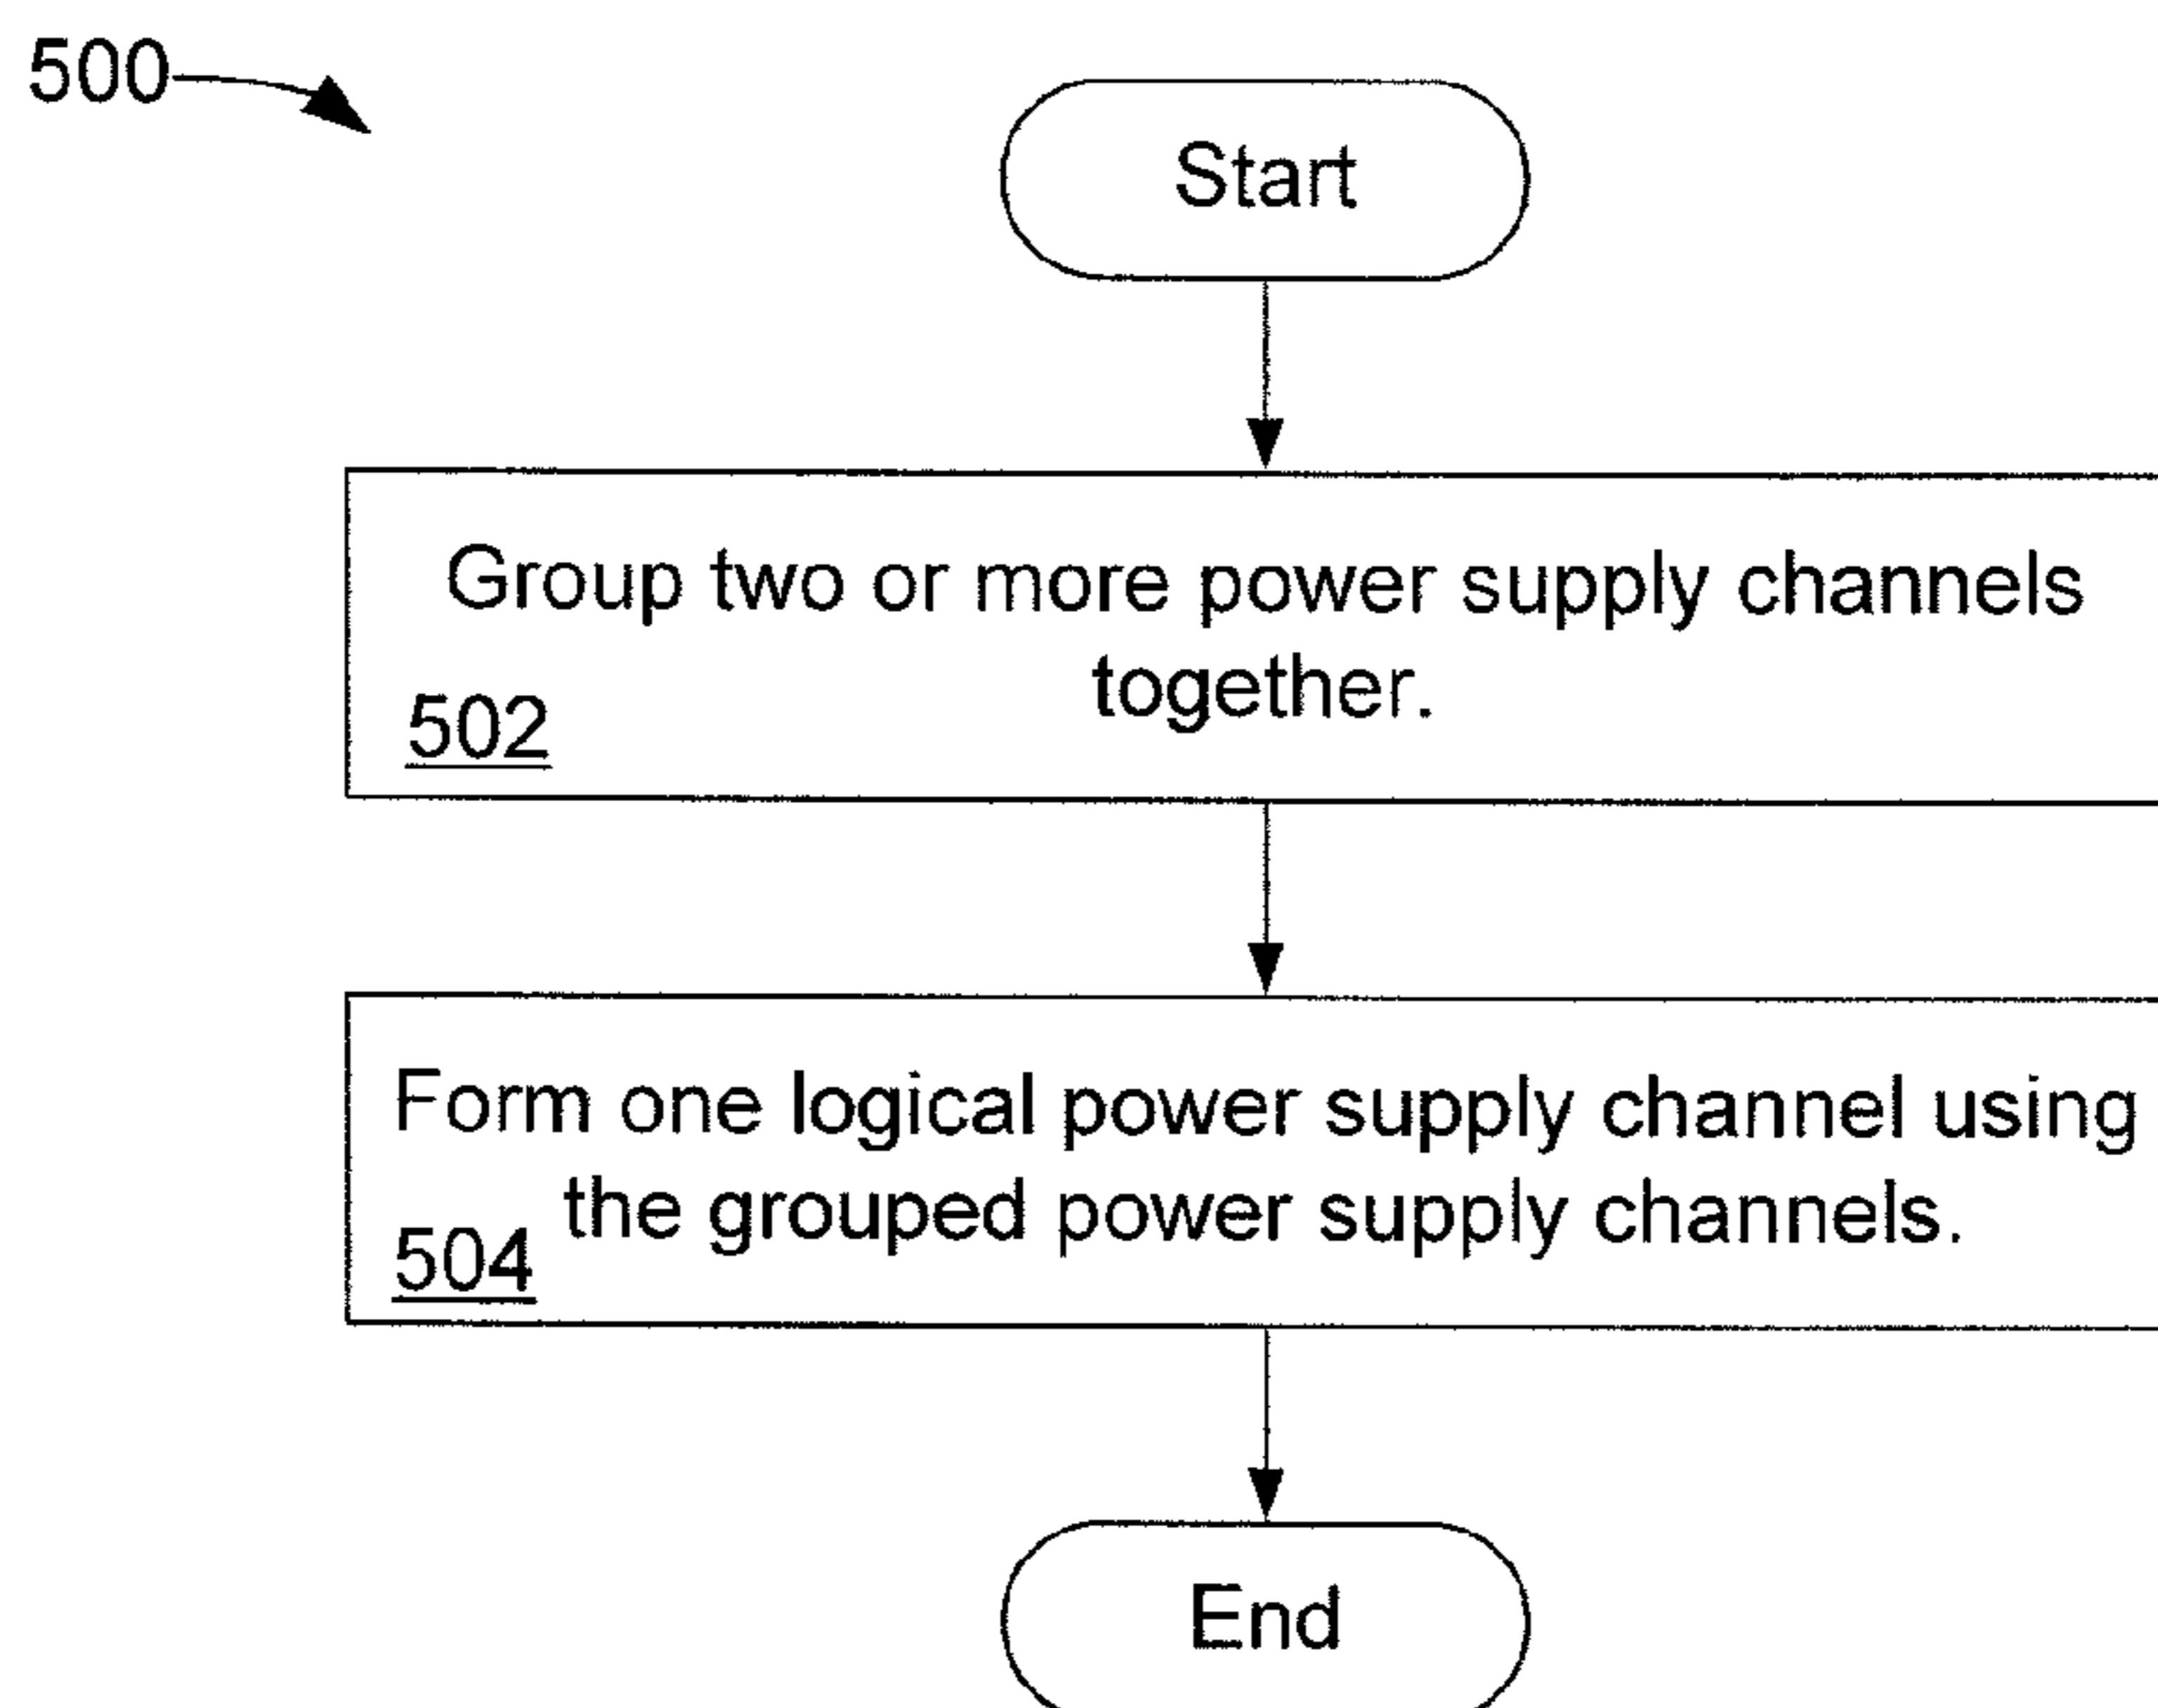 500
Start
Group two or more power supply channels
together.
502
Form one logical power supply channel using
the grouped power supply channels.
504
End